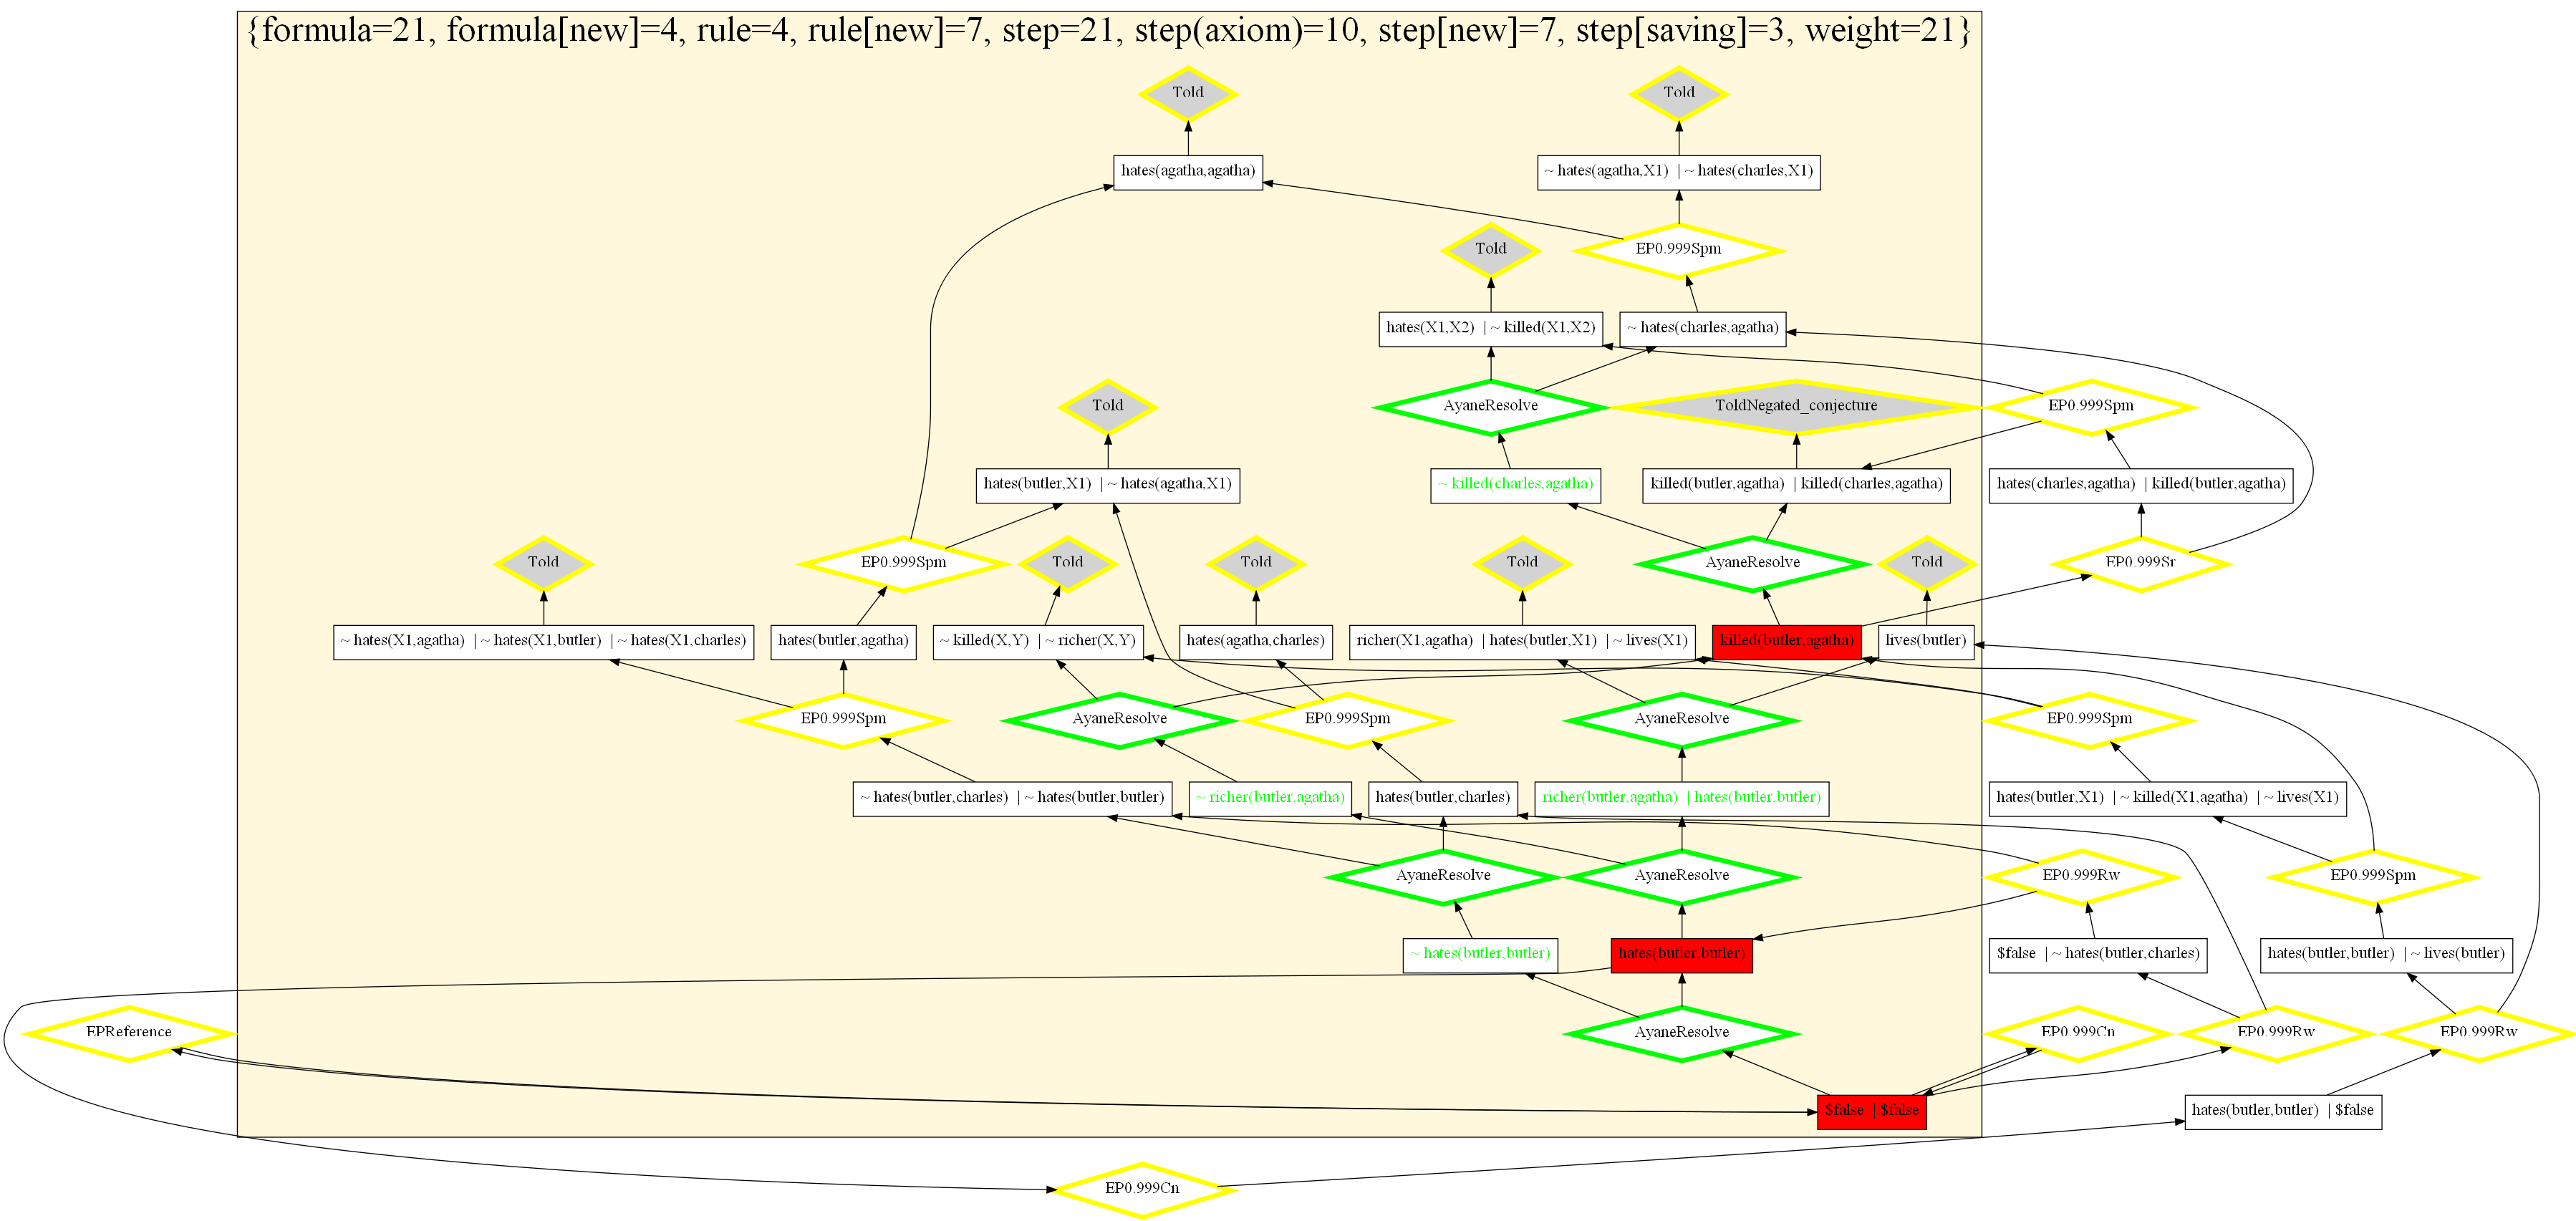 {formula=21, formula[new]=4, rule=4, rule[new]=7, step=21, step(axiom)=10, step[new]=7, step[saving]=3, weight=21}
Told
Told
hates(agatha,agatha)
~ hates(agatha,X1) | ~ hates(charles,X1)
Told
EP0.999Spm
hates(X1,X2) | ~ killed(X1,X2)
~ hates(charles,agatha)
Told
AyaneResolve
ToldNegated_conjecture
EP0.999Spm
hates(butler,X1) | ~ hates(agatha,X1)
~ killed(charles,agatha)
killed(butler,agatha) | killed(charles,agatha)
hates(charles,agatha) | killed(butler,agatha)
Told
EP0.999Spm
Told
Told
Told
AyaneResolve
Told
EP0.999Sr
~ hates(X1,agatha) | ~ hates(X1,butler) | ~ hates(X1,charles)
hates(butler,agatha)
~ killed(X,Y) | ~ richer(X,Y)
hates(agatha,charles)
richer(X1,agatha) | hates(butler,X1) | ~ lives(X1)
killed(butler,agatha)
lives(butler)
EP0.999Spm
AyaneResolve
EP0.999Spm
AyaneResolve
EP0.999Spm
~ hates(butler,charles) | ~ hates(butler,butler)
~ richer(butler,agatha)
hates(butler,charles)
richer(butler,agatha) | hates(butler,butler)
hates(butler,X1) | ~ killed(X1,agatha) | ~ lives(X1)
AyaneResolve
AyaneResolve
EP0.999Rw
EP0.999Spm
~ hates(butler,butler)
hates(butler,butler)
$false | ~ hates(butler,charles)
hates(butler,butler) | ~ lives(butler)
EPReference
AyaneResolve
EP0.999Cn
EP0.999Rw
EP0.999Rw
$false | $false
hates(butler,butler) | $false
EP0.999Cn